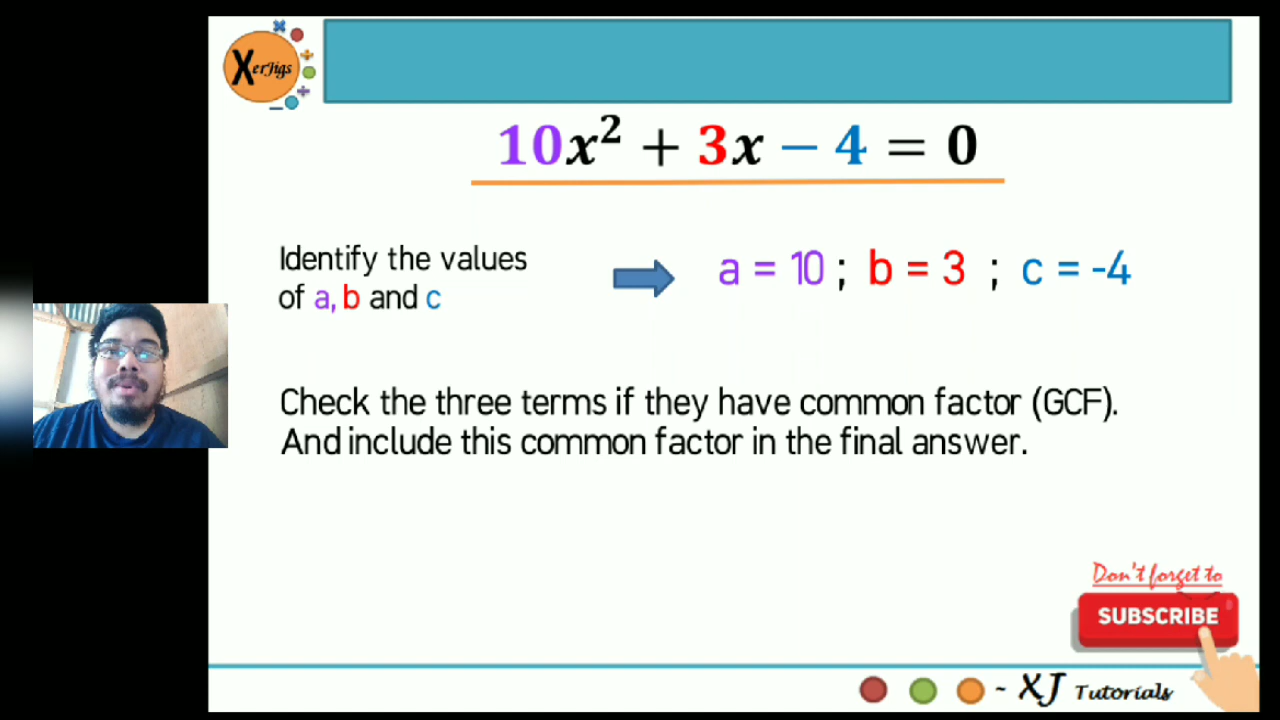 XerJigs
10x² + 3x − 4 = 0
Identify the values
of a, b and c
a = 10 ; b = 3 ; c = -4
Check the three terms if they have common factor (GCF).
And include this common factor in the final answer.
Don't forget to
SUBSCRIBE
~ XJ Tutorials